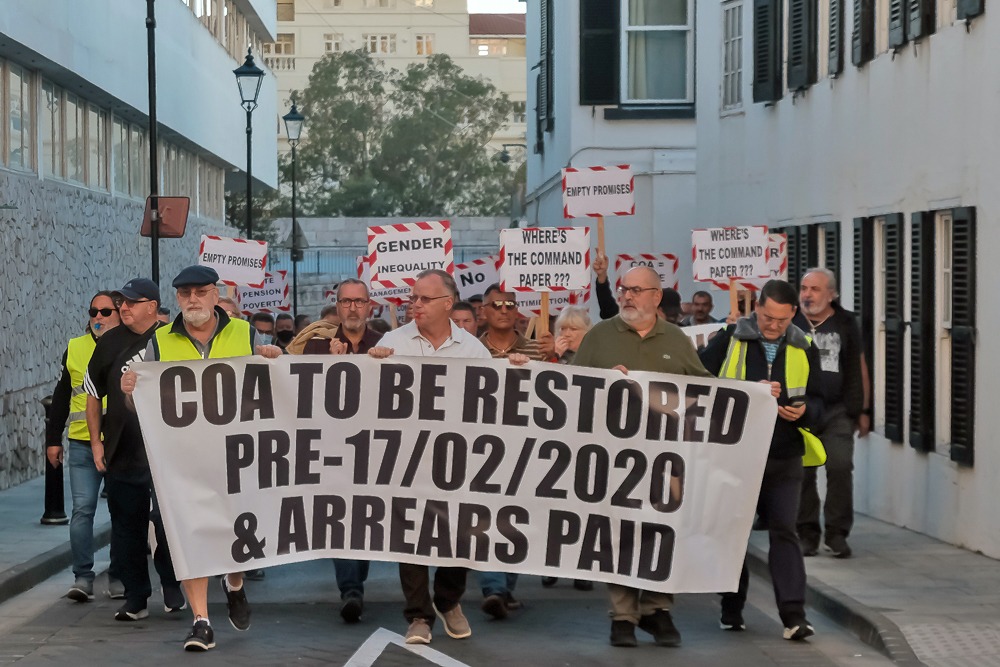 EMPTY PROMISES
EMPTY PROMISES
GENDER
INEQUALITY
NO
WHERE'S
THE COMMAND
PAPER ???
WHERE'S
THE COMMAND
PAPER ???
COA
PENSION
POVERTY
COA TO BE RESTORED
PRE-17/02/2020
& ARREARS PAID